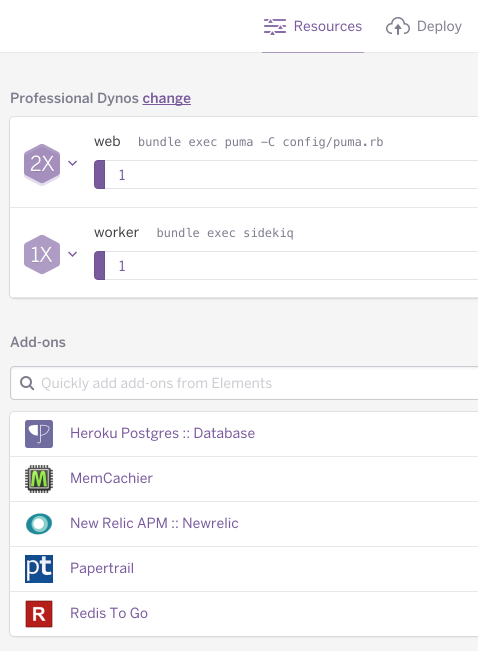 Resources Deploy
Professional Dynos change
2X
web bundle exec puma -C config/puma.rb
1
1X
worker bundle exec sidekiq
1
Add-ons
Quickly add add-ons from Elements
Heroku Postgres :: Database
M MemCachier
New Relic APM :: Newrelic
pt Papertrail
R Redis To Go